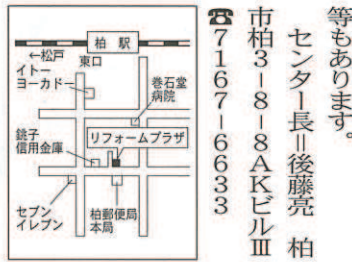 等もあります。
センター長＝後藤亮　柏
市柏3－8－8AKビルⅢ
☎7167－6633
柏駅
←松戸
東口
イトー
ヨーカドー
巻石堂
病院
銚子
信用金庫
リフォームプラザ
セブン
イレブン
柏郵便局
本局